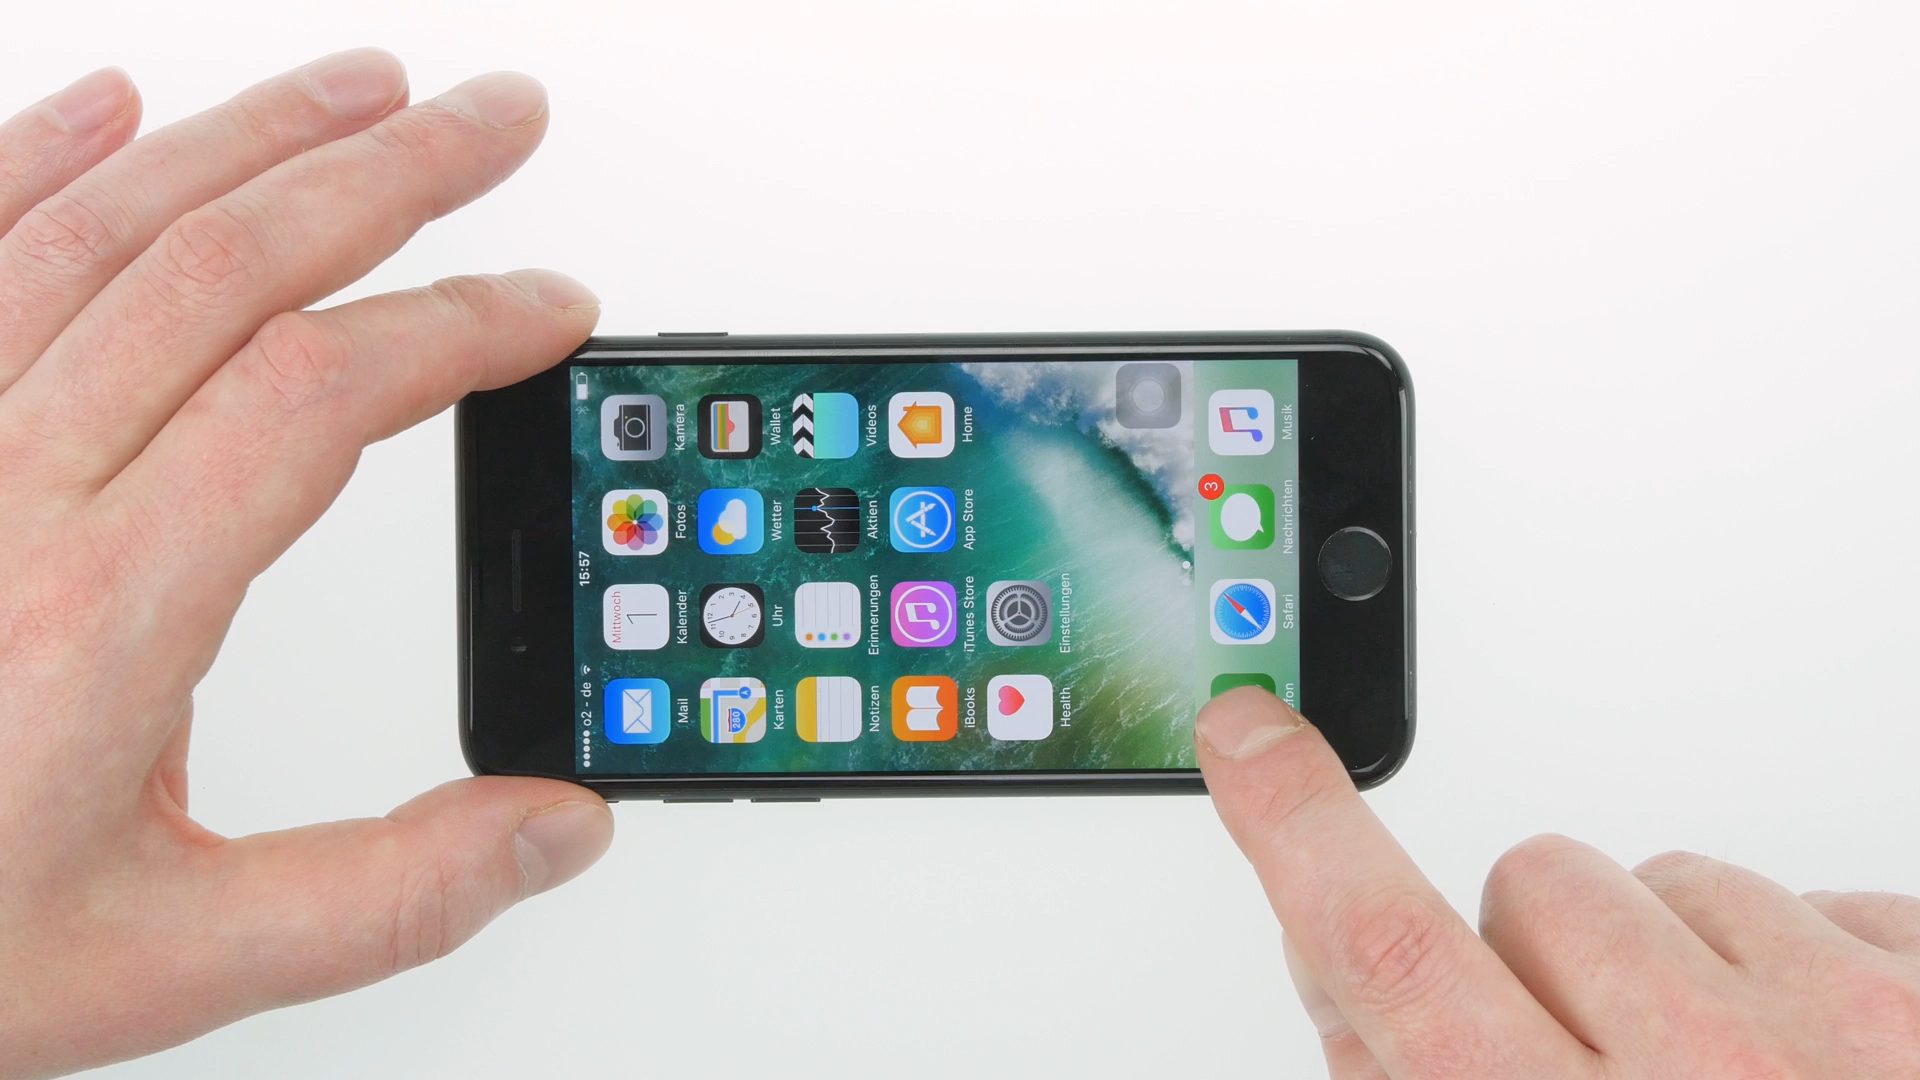 o2 - de 15:57
Mail Kalender Fotos Kamera
Mittwoch
1
Karten Uhr Wetter Wallet
280
Notizen Erinnerungen Aktien Videos
iBooks iTunes Store App Store Home
Health Einstellungen
3
Safari Nachrichten Musik